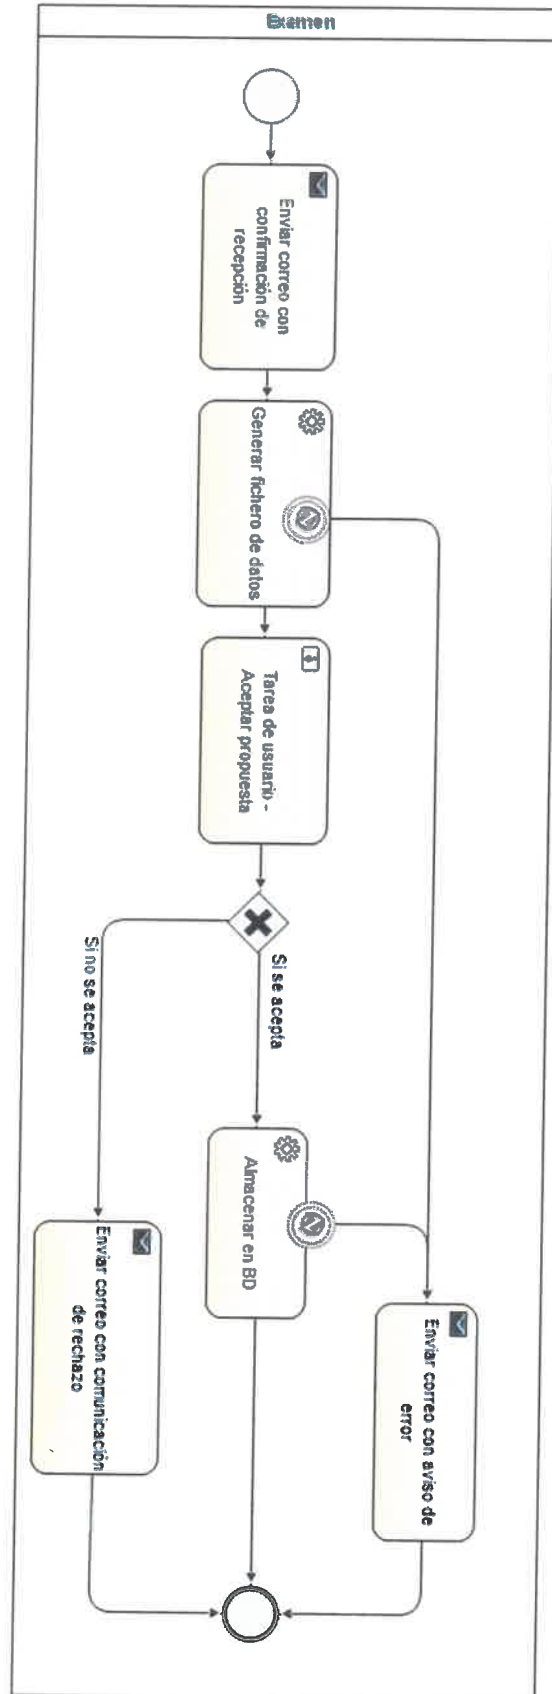 Examen
Enviar correo con
confirmación de
recepción
Generar fichero de datos
Tarea de usuario -
Aceptar propuesta
Si se acepta
Si no se acepta
Almacenar en BD
Enviar correo con aviso de
error
Enviar correo con comunicación
de rechazo